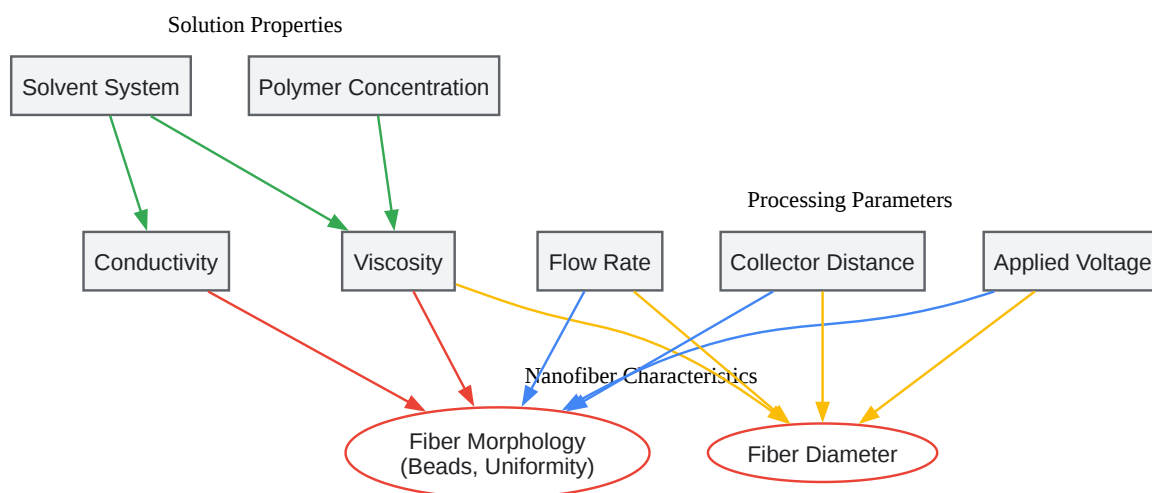 Solution Properties
Solvent System
Polymer Concentration
Processing Parameters
Conductivity
Viscosity
Flow Rate
Collector Distance
Applied Voltage
Nanofiber Characteristics
Fiber Morphology
(Beads, Uniformity)
Fiber Diameter